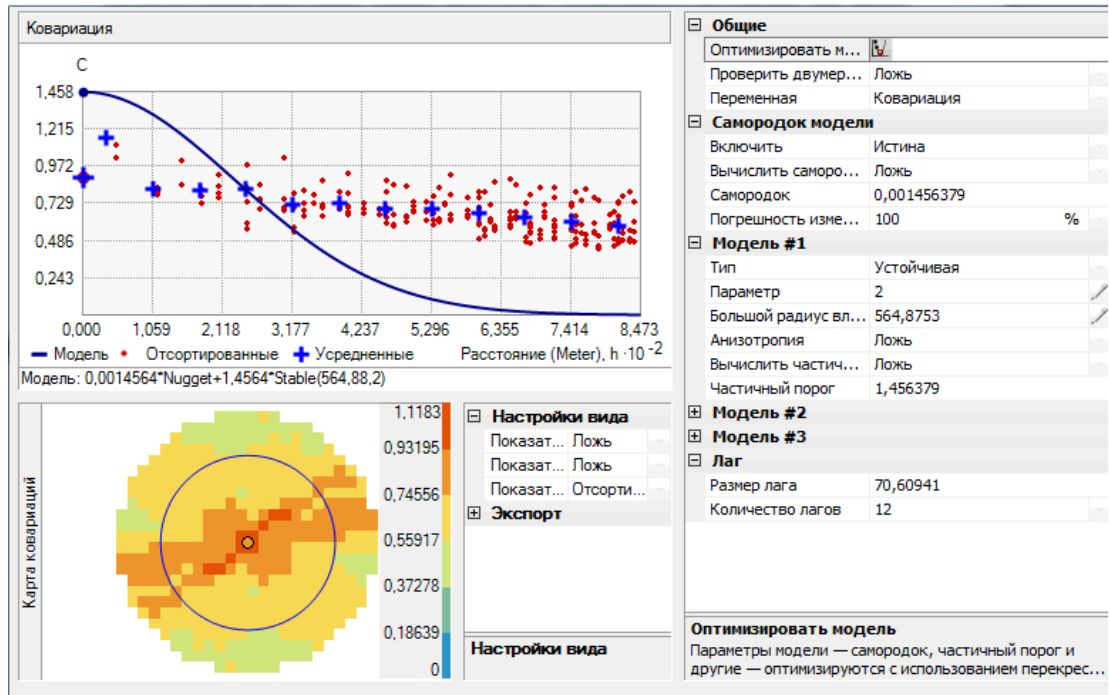 Ковариация
C
1,458
1,215
0,972
0,729
0,486
0,243
0,000 1,059 2,118 3,177 4,237 5,296 6,355 7,414 8,473
Модель Отсортированные Усредненные Расстояние (Meter), h ·10⁻²
Модель: 0,0014564*Nugget+1,4564*Stable(564,88,2)
Карта ковариаций
1,1183
0,93195
0,74556
0,55917
0,37278
0,18639
0
Настройки вида
Показат... Ложь
Показат... Ложь
Показат... Отсорти...
Экспорт
Настройки вида
Общие
Оптимизировать м...
Проверить двумер... Ложь
Переменная Ковариация
Самородок модели
Включить Истина
Вычислить саморо... Ложь
Самородок 0,001456379
Погрешность изме... 100 %
Модель #1
Тип Устойчивая
Параметр 2
Большой радиус вл... 564,8753
Анизотропия Ложь
Вычислить частич... Ложь
Частичный порог 1,456379
Модель #2
Модель #3
Лаг
Размер лага 70,60941
Количество лагов 12
Оптимизировать модель
Параметры модели — самородок, частичный порог и
другие — оптимизируются с использованием перекрес...